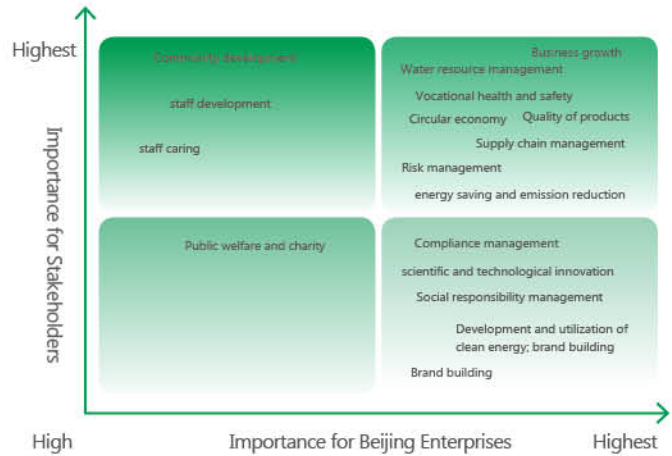 Highest
Importance for Stakeholders
Community development
staff development
staff caring
Business growth
Water resource management
Vocational health and safety
Circular economy
Quality of products
Supply chain management
Risk management
energy saving and emission reduction
Public welfare and charity
Compliance management
scientific and technological innovation
Social responsibility management
Development and utilization of
clean energy; brand building
Brand building
High
Importance for Beijing Enterprises
Highest